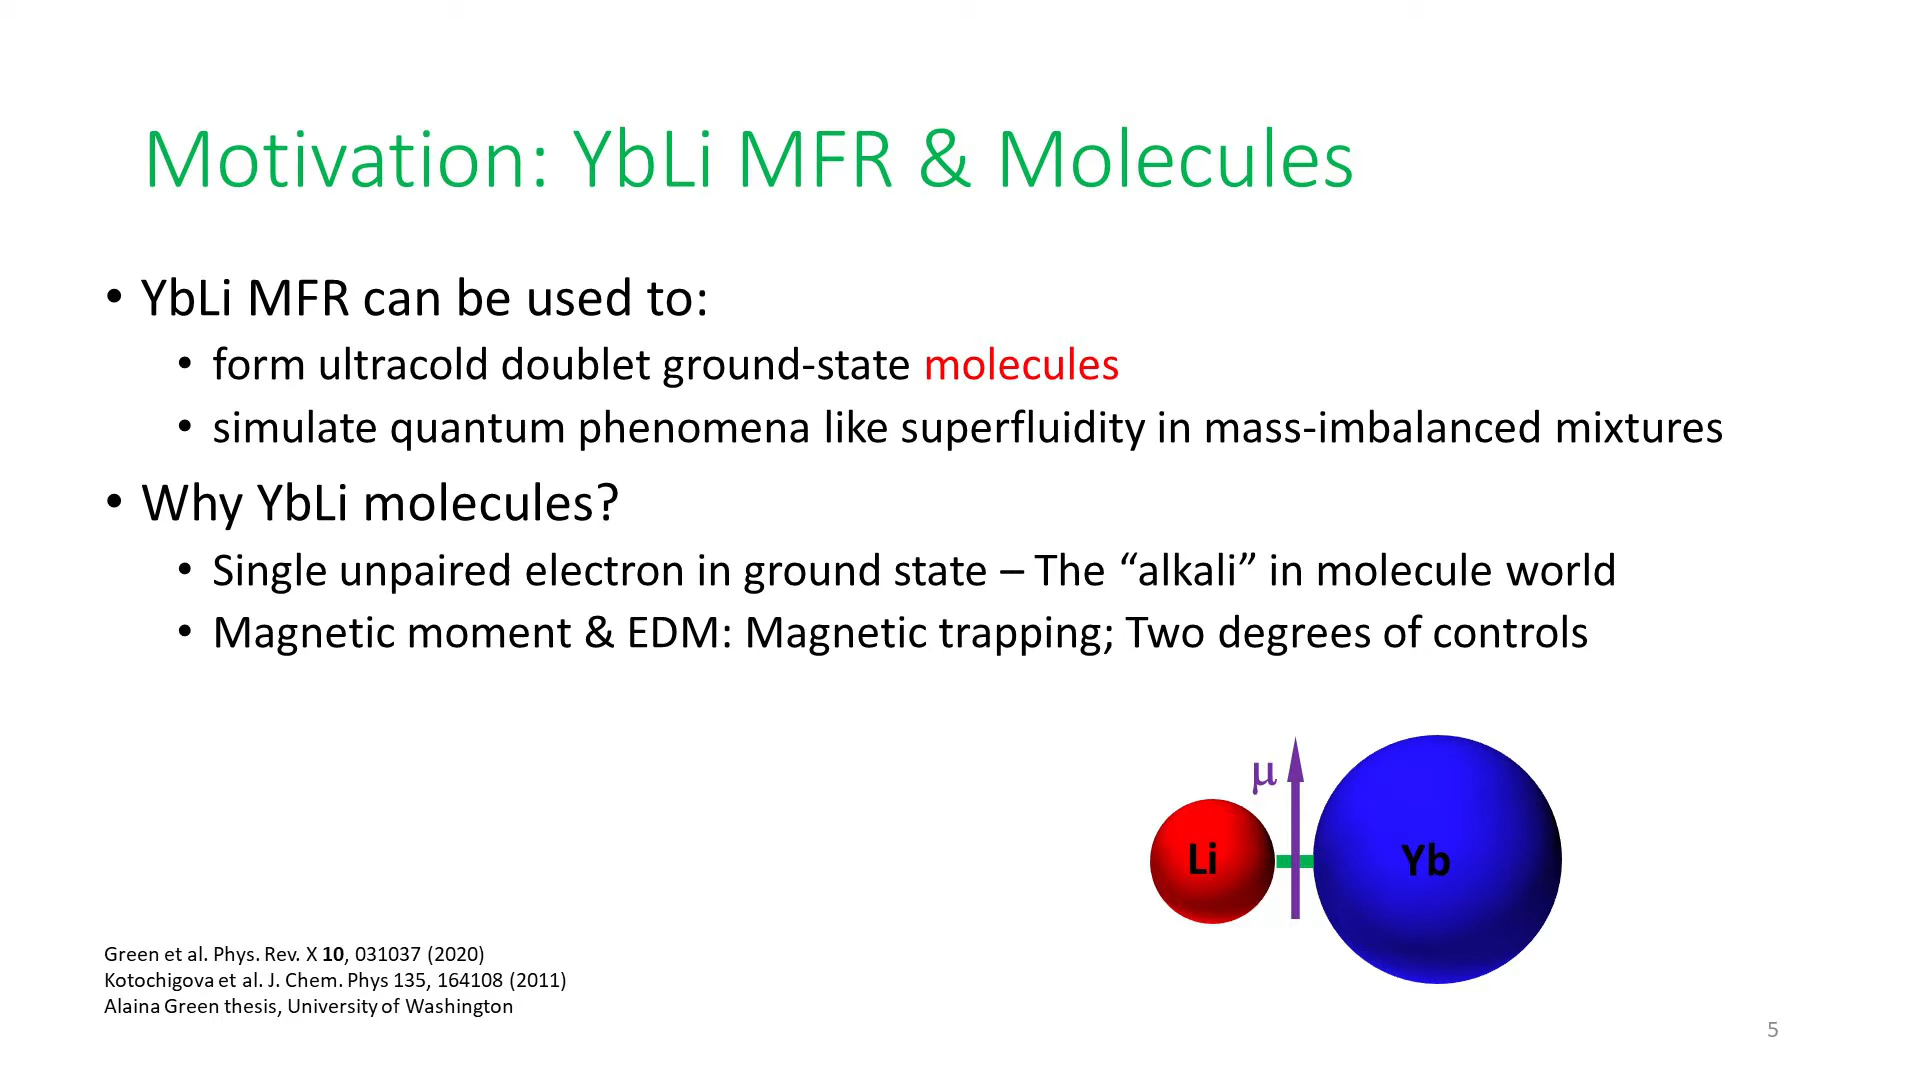 Motivation: YbLi MFR & Molecules
• YbLi MFR can be used to:
• form ultracold doublet ground-state molecules
• simulate quantum phenomena like superfluidity in mass-imbalanced mixtures
• Why YbLi molecules?
• Single unpaired electron in ground state – The “alkali” in molecule world
• Magnetic moment & EDM: Magnetic trapping; Two degrees of controls
μ
Li
Yb
Green et al. Phys. Rev. X 10, 031037 (2020)
Kotochigova et al. J. Chem. Phys 135, 164108 (2011)
Alaina Green thesis, University of Washington
5